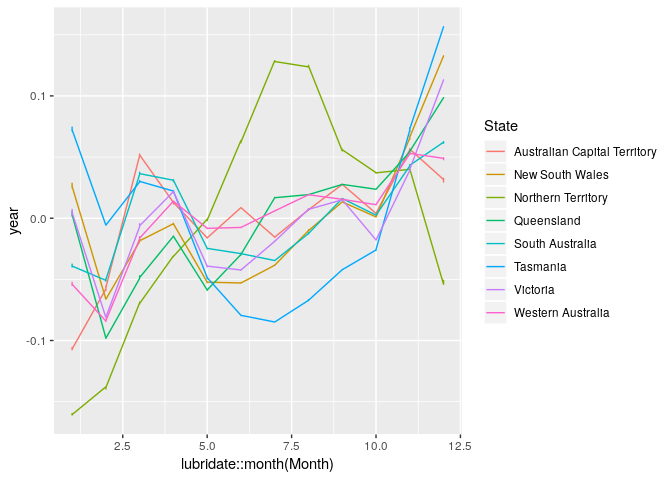 year
0.1
0.0
-0.1
2.5 5.0 7.5 10.0 12.5
lubridate::month(Month)
State
Australian Capital Territory
New South Wales
Northern Territory
Queensland
South Australia
Tasmania
Victoria
Western Australia